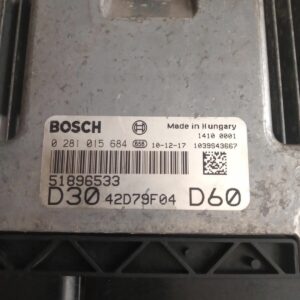 BOSCH Made in Hungary
1410 0001
0 281 015 684 10-12-17 1039S43667
51896533
D30 42D79F04 D60